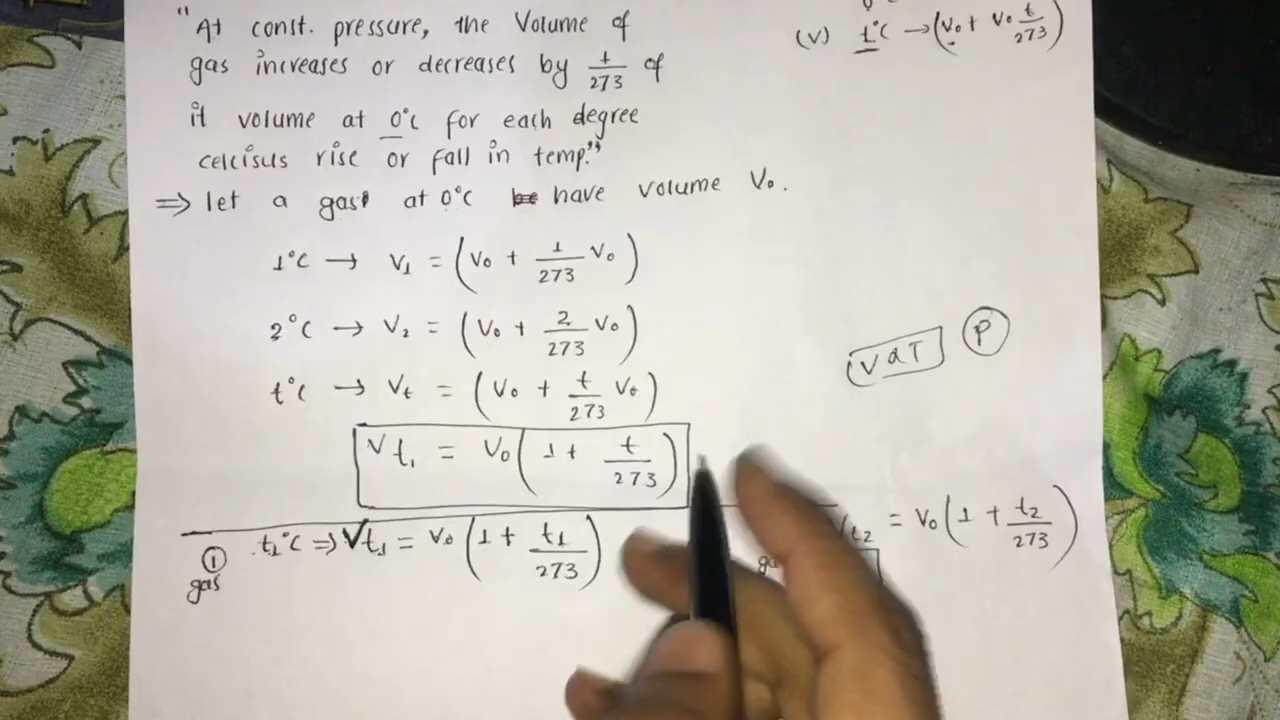 "At const. pressure, the Volume of
gas increases or decreases by t/273 of
it volume at 0°C for each degree
celcisus rise or fall in temp."
⇒ let a gas at 0°C have volume V₀.
1°C → V₁ = (V₀ + 1/273 V₀)
2°C → V₂ = (V₀ + 2/273 V₀)
t°C → Vt = (V₀ + t/273 V₀)
Vt₁ = V₀(1 + t/273)
① gas t₁°C ⇒ Vt₁ = V₀(1 + t₁/273)
(V) t°C → (V₀ + V₀ t/273)
V α T P
t₂ = V₀(1 + t₂/273)